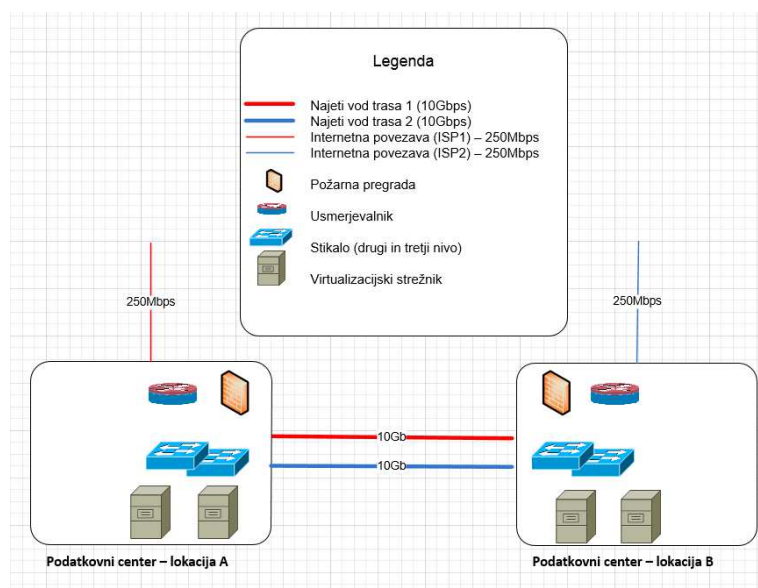 Legenda
Najeti vod trasa 1 (10Gbps)
Najeti vod trasa 2 (10Gbps)
Internetna povezava (ISP1) – 250Mbps
Internetna povezava (ISP2) – 250Mbps
Požarna pregrada
Usmerjevalnik
Stikalo (drugi in tretji nivo)
Virtualizacijski strežnik
250Mbps
250Mbps
10Gb
10Gb
Podatkovni center – lokacija A
Podatkovni center – lokacija B